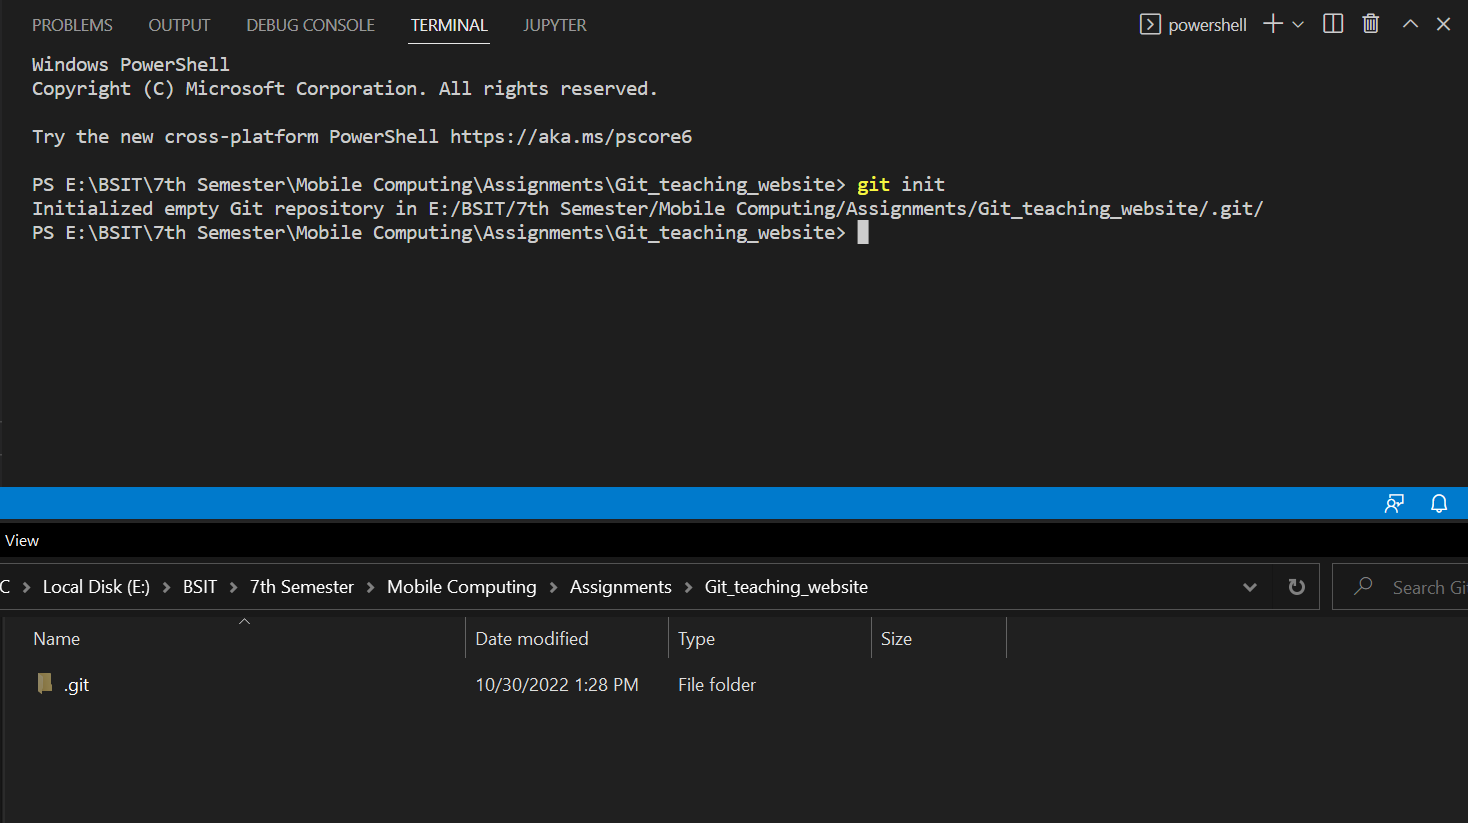 PROBLEMS OUTPUT DEBUG CONSOLE TERMINAL JUPYTER powershell
Windows PowerShell
Copyright (C) Microsoft Corporation. All rights reserved.
Try the new cross-platform PowerShell https://aka.ms/pscore6
PS E:\BSIT\7th Semester\Mobile Computing\Assignments\Git_teaching_website> git init
Initialized empty Git repository in E:/BSIT/7th Semester/Mobile Computing/Assignments/Git_teaching_website/.git/
PS E:\BSIT\7th Semester\Mobile Computing\Assignments\Git_teaching_website>
View
C > Local Disk (E:) > BSIT > 7th Semester > Mobile Computing > Assignments > Git_teaching_website Search Git
Name Date modified Type Size
.git 10/30/2022 1:28 PM File folder